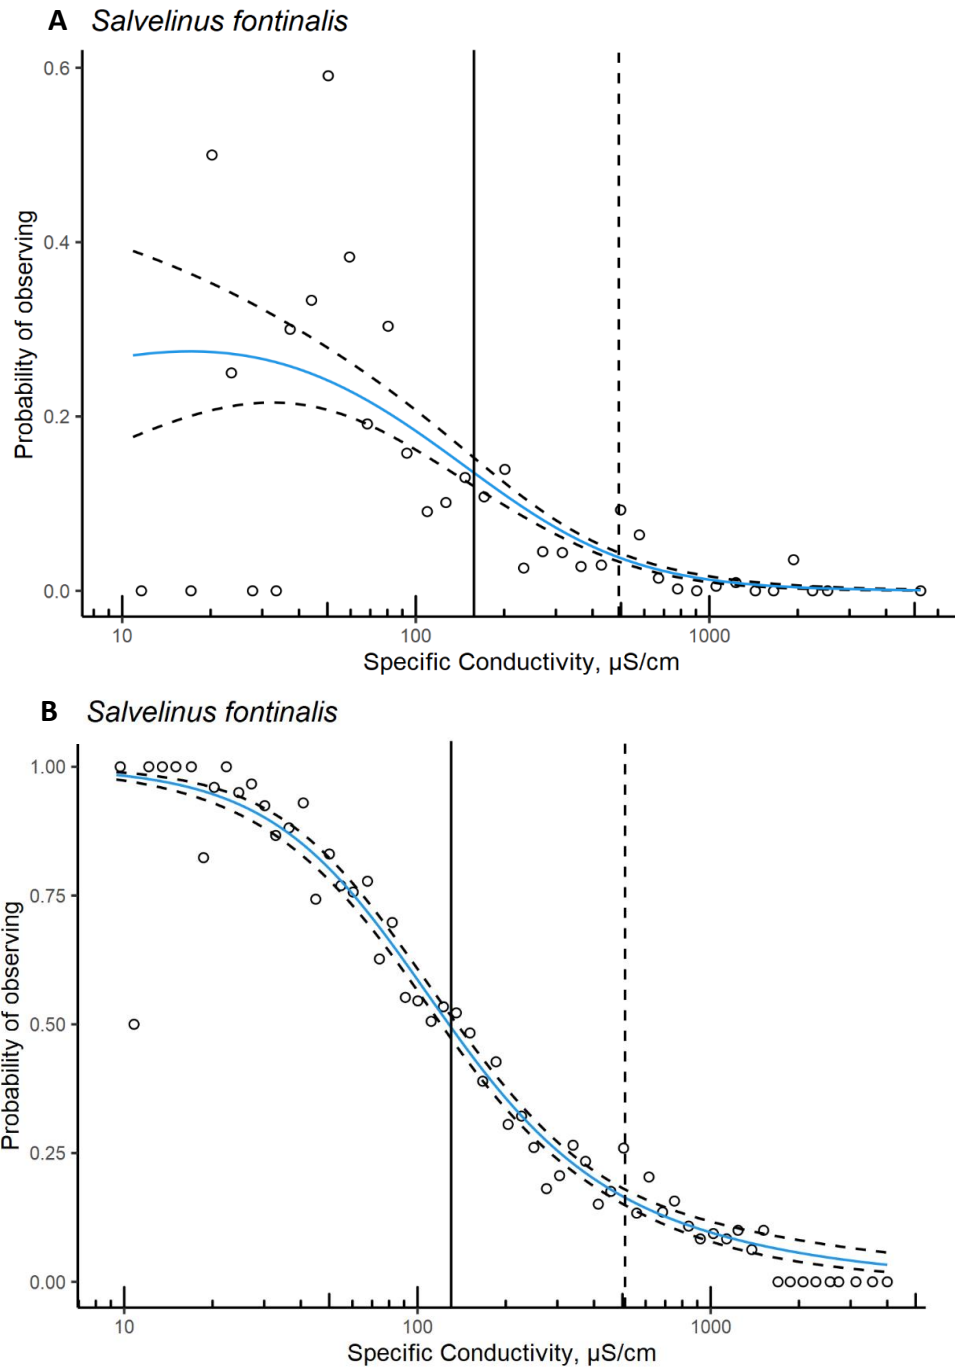 A Salvelinus fontinalis
0.6
0.4
0.2
0.0
Probability of observing
10 100 1000
Specific Conductivity, µS/cm
B Salvelinus fontinalis
1.00
0.75
0.50
0.25
0.00
Probability of observing
10 100 1000
Specific Conductivity, µS/cm